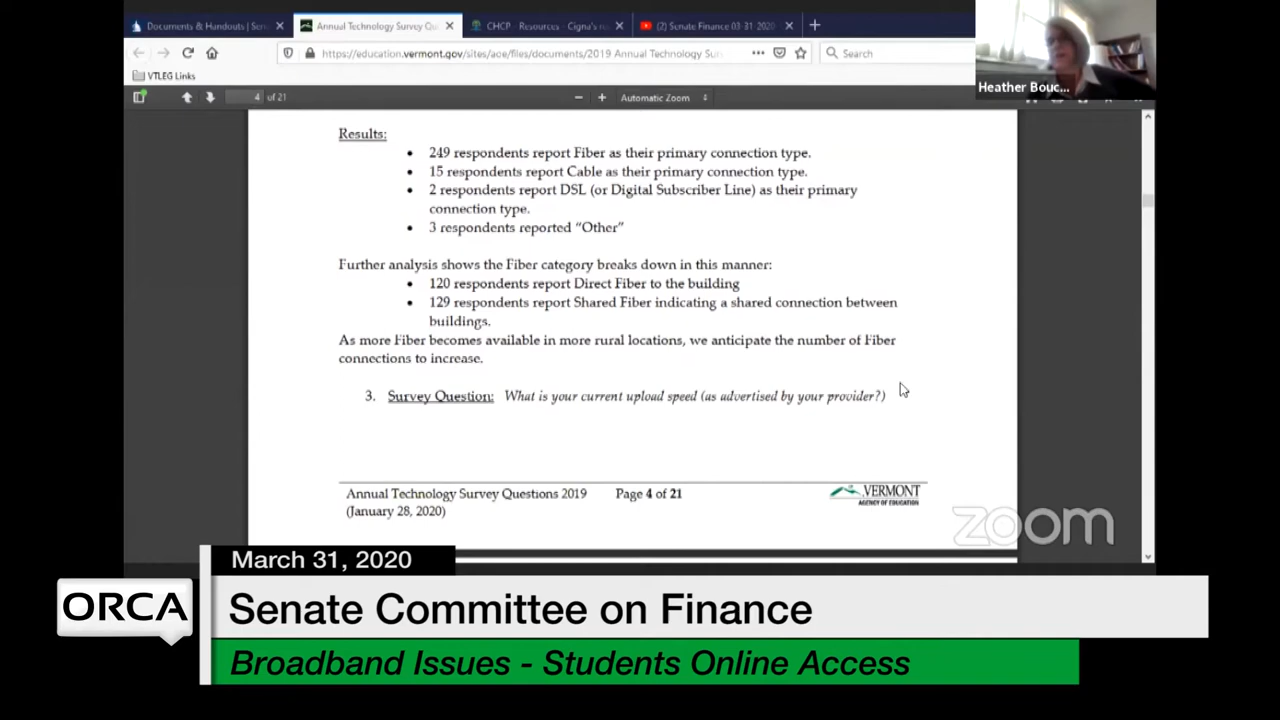 Documents & Handouts | Sen
Annual Technology Survey Qu
CHCP - Resources - Cigna's n
(2) Senate Finance 03-31-2020
https://education.vermont.gov/sites/aoe/files/documents/2019 Annual Technology Sur
Search
VTLEG Links
Heather Bouc...
4 of 21
Automatic Zoom
Results:
• 249 respondents report Fiber as their primary connection type.
• 15 respondents report Cable as their primary connection type.
• 2 respondents report DSL (or Digital Subscriber Line) as their primary
connection type.
• 3 respondents reported “Other”
Further analysis shows the Fiber category breaks down in this manner:
• 120 respondents report Direct Fiber to the building
• 129 respondents report Shared Fiber indicating a shared connection between
buildings.
As more Fiber becomes available in more rural locations, we anticipate the number of Fiber
connections to increase.
3. Survey Question: What is your current upload speed (as advertised by your provider?)
Annual Technology Survey Questions 2019 Page 4 of 21
(January 28, 2020)
VERMONT
AGENCY OF EDUCATION
zoom
March 31, 2020
ORCA
Senate Committee on Finance
Broadband Issues - Students Online Access